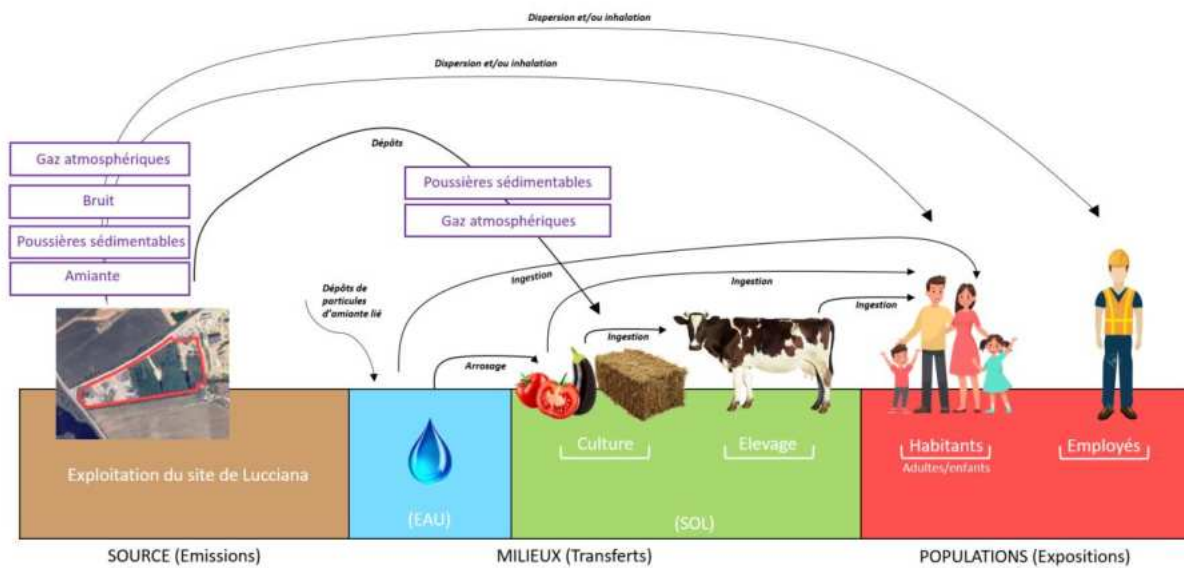 Dispersion et/ou inhalation
Dispersion et/ou inhalation
Dépôts
Gaz atmosphériques
Bruit
Poussières sédimentables
Amiante
Poussières sédimentables
Gaz atmosphériques
Dépôts de
particules
d'amiante lié
Ingestion
Ingestion
Ingestion
Ingestion
Arrosage
Culture
Elevage
Habitants
Adultes/enfants
Employés
Exploitation du site de Lucciana
(EAU)
(SOL)
SOURCE (Emissions)
MILIEUX (Transferts)
POPULATIONS (Expositions)